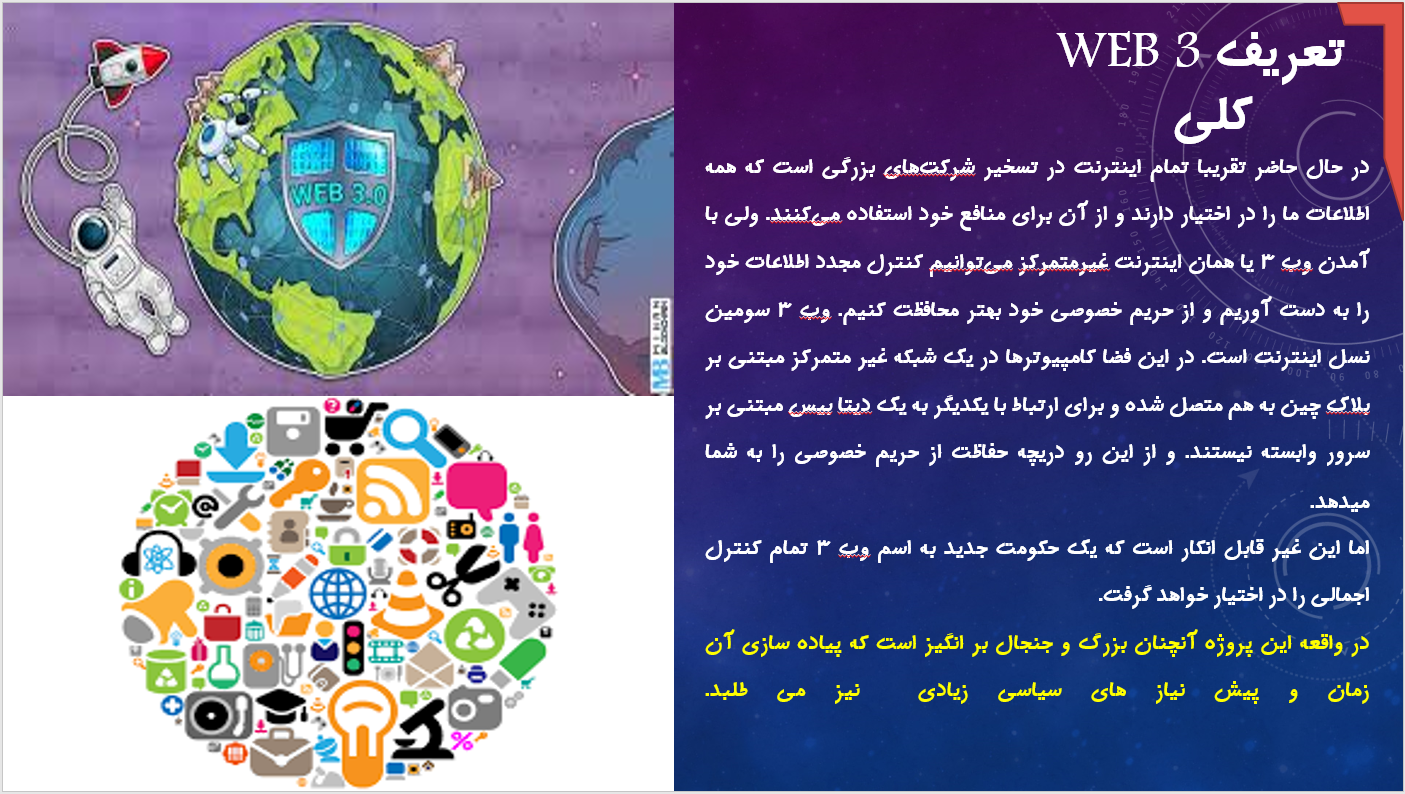 تعریف WEB 3
کلی
در حال حاضر تقریبا تمام اینترنت در تسخیر شرکت‌های بزرگی است که همه
اطلاعات ما را در اختیار دارند و از آن برای منافع خود استفاده می‌کنند. ولی با
آمدن وب ۳ یا همان اینترنت غیرمتمرکز می‌توانیم کنترل مجدد اطلاعات خود
را به دست آوریم و از حریم خصوصی خود بهتر محافظت کنیم. وب ۳ سومین
نسل اینترنت است. در این فضا کامپیوترها در یک شبکه غیر متمرکز مبتنی بر
بلاک چین به هم متصل شده و برای ارتباط با یکدیگر به یک دیتا بیس مبتنی بر
سرور وابسته نیستند. و از این رو دریچه حفاظت از حریم خصوصی را به شما
میدهد.
اما این غیر قابل انکار است که یک حکومت جدید به اسم وب ۳ تمام کنترل
اجمالی را در اختیار خواهد گرفت.
در واقعه این پروژه آنچنان بزرگ و جنجال بر انگیز است که پیاده سازی آن
زمان و پیش نیاز های سیاسی زیادی نیز می طلبد.
WEB 3.0
MB